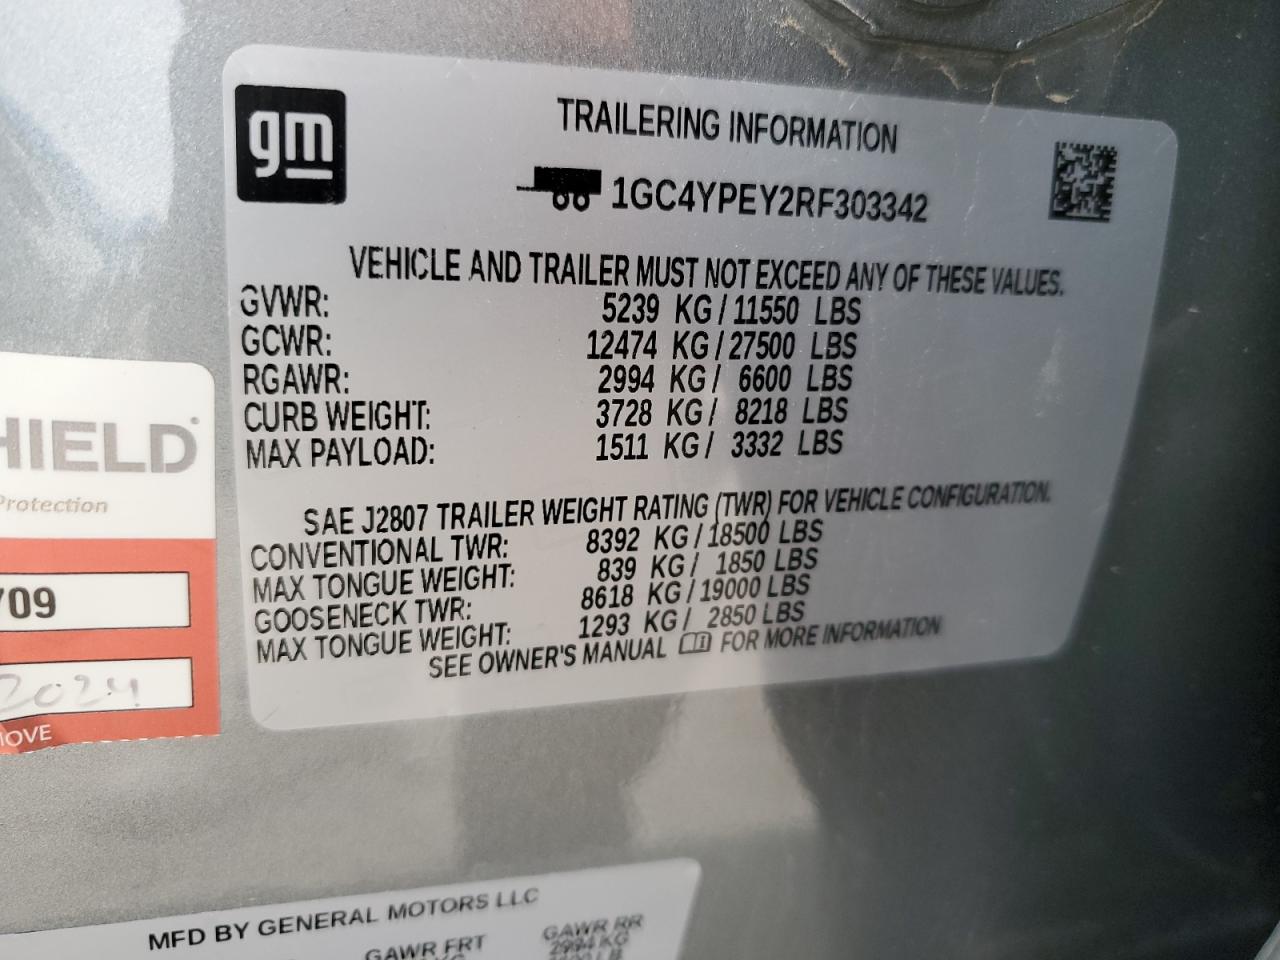 gm
TRAILERING INFORMATION
1GC4YPEY2RF303342
VEHICLE AND TRAILER MUST NOT EXCEED ANY OF THESE VALUES.
GVWR: 5239 KG / 11550 LBS
GCWR: 12474 KG / 27500 LBS
RGAWR: 2994 KG / 6600 LBS
CURB WEIGHT: 3728 KG / 8218 LBS
MAX PAYLOAD: 1511 KG / 3332 LBS
SAE J2807 TRAILER WEIGHT RATING (TWR) FOR VEHICLE CONFIGURATION.
CONVENTIONAL TWR: 8392 KG / 18500 LBS
MAX TONGUE WEIGHT: 839 KG / 1850 LBS
GOOSENECK TWR: 8618 KG / 19000 LBS
MAX TONGUE WEIGHT: 1293 KG / 2850 LBS
SEE OWNER'S MANUAL FOR MORE INFORMATION
HIELD
Protection
709
2024
MOVE
MFD BY GENERAL MOTORS LLC
GAWR FRT GAWR RR
2994 KG